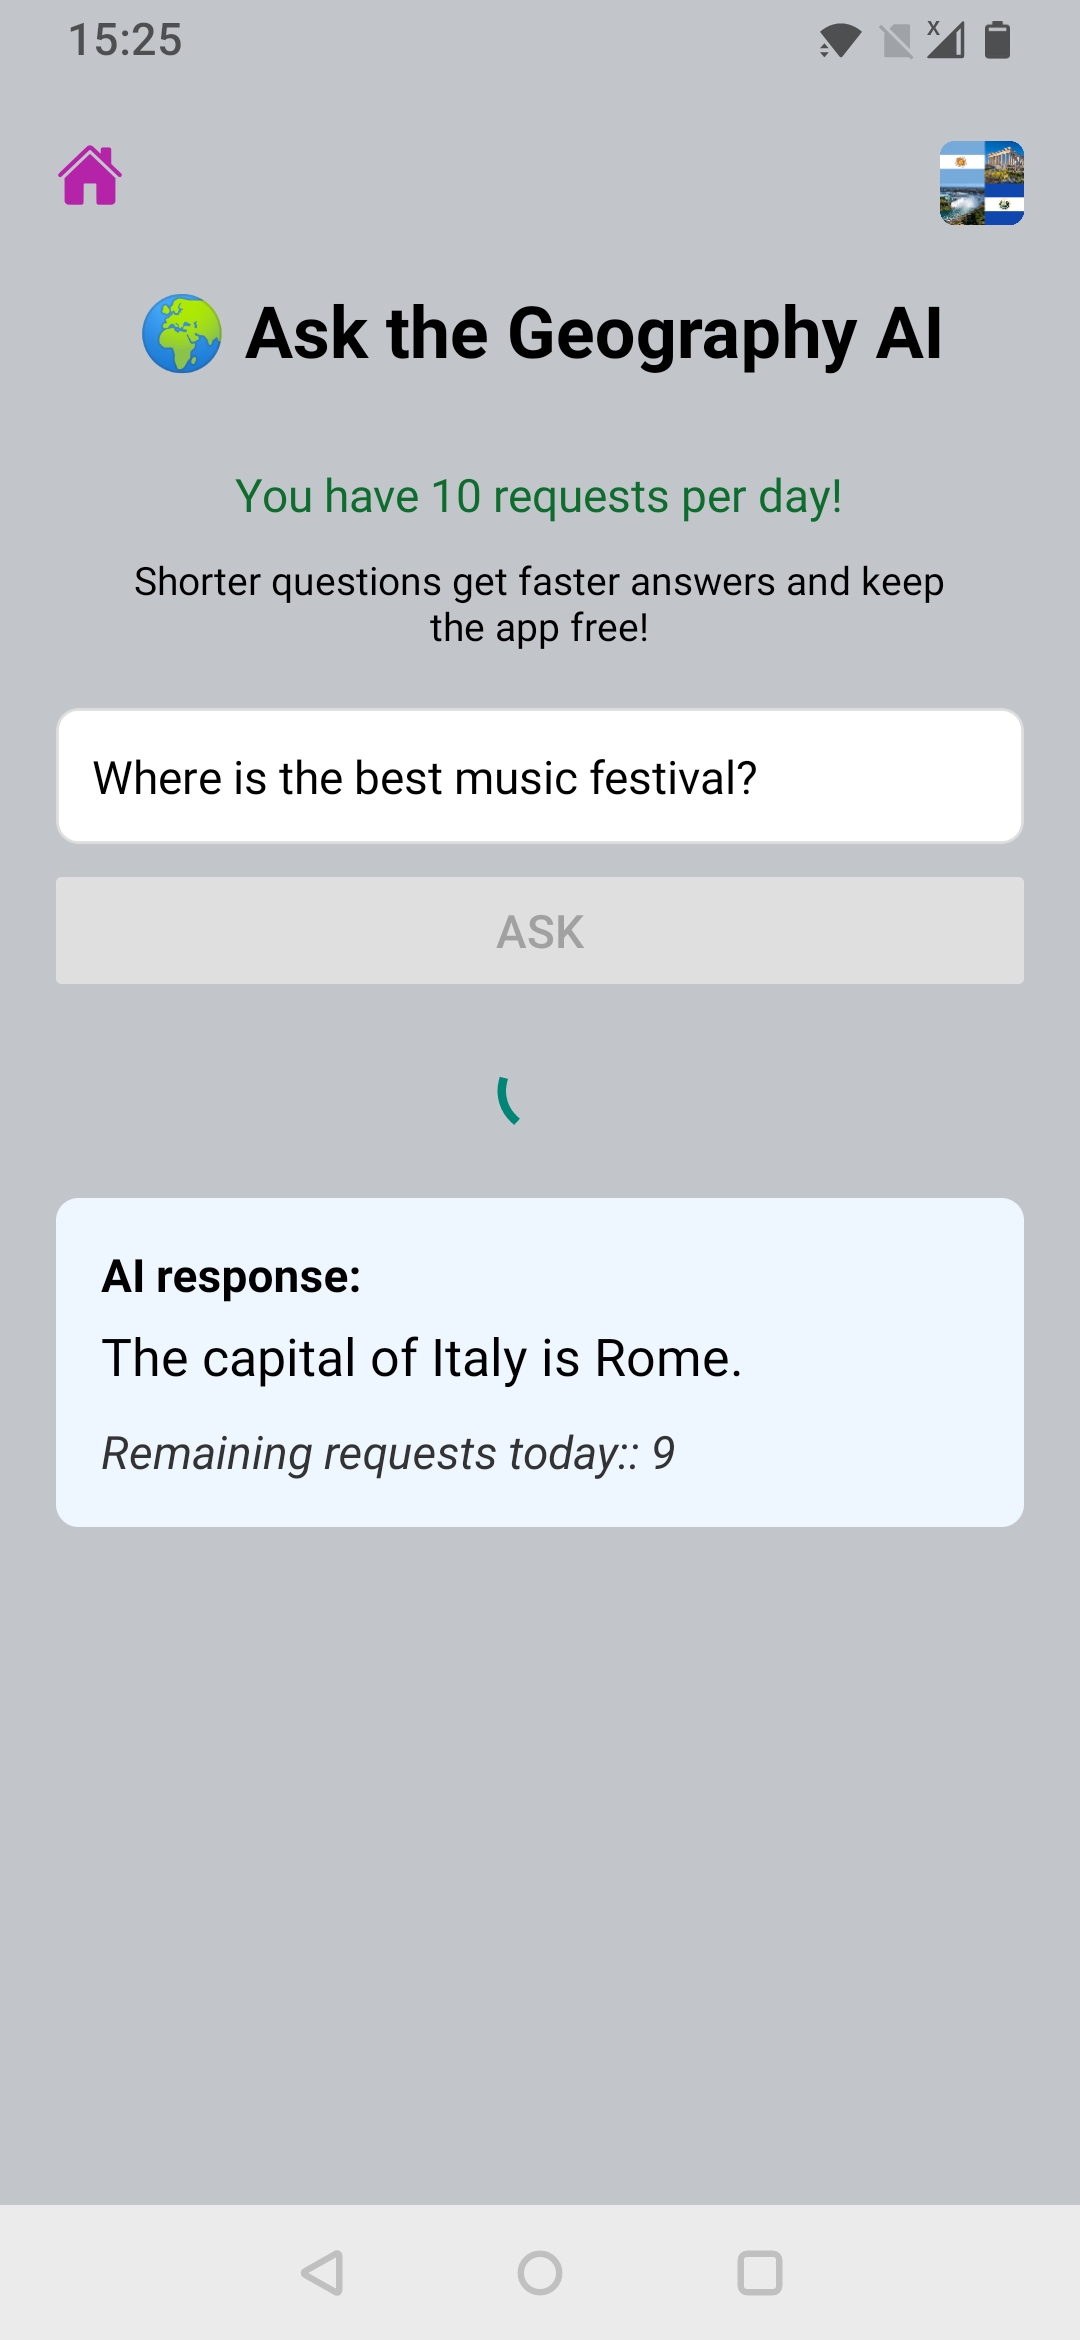 15:25
X
Ask the Geography AI
You have 10 requests per day!
Shorter questions get faster answers and keep
the app free!
Where is the best music festival?
ASK
AI response:
The capital of Italy is Rome.
Remaining requests today:: 9